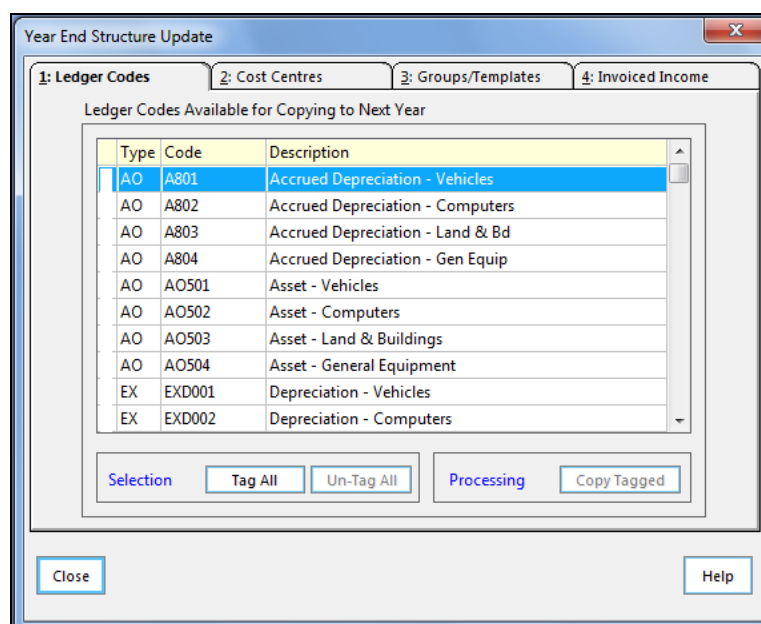 Year End Structure Update
x
1: Ledger Codes 2: Cost Centres 3: Groups/Templates 4: Invoiced Income
Ledger Codes Available for Copying to Next Year
Type Code Description
AO A801 Accrued Depreciation - Vehicles
AO A802 Accrued Depreciation - Computers
AO A803 Accrued Depreciation - Land & Bd
AO A804 Accrued Depreciation - Gen Equip
AO AO501 Asset - Vehicles
AO AO502 Asset - Computers
AO AO503 Asset - Land & Buildings
AO AO504 Asset - General Equipment
EX EXD001 Depreciation - Vehicles
EX EXD002 Depreciation - Computers
Selection Tag All Un-Tag All Processing Copy Tagged
Close Help